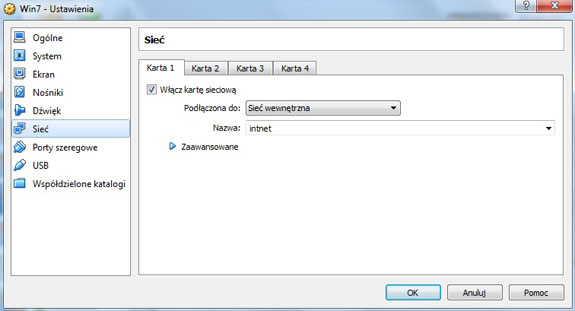 Win7 - Ustawienia
?
Ogólne
System
Ekran
Nośniki
Dźwięk
Sieć
Porty szeregowe
USB
Współdzielone katalogi
Sieć
Karta 1 Karta 2 Karta 3 Karta 4
Włącz kartę sieciową
Podłączona do: Sieć wewnętrzna
Nazwa: intnet
Zaawansowane
OK Anuluj Pomoc